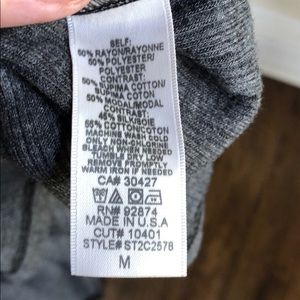 SELF:
50% RAYON/RAYONNE
50% POLYESTER/
POLYESTER
CONTRAST:
50% SUPIMA COTTON/
SUPIMA COTON
50% MODAL/MODAL
CONTRAST:
45% SILK/SOIE
55% COTTON/COTON
MACHINE WASH COLD
ONLY NON-CHLORINE
BLEACH WHEN NEEDED
TUMBLE DRY LOW
REMOVE PROMPTLY
WARM IRON IF NEEDED
CA# 30427
RN# 92874
MADE IN U.S.A
CUT# 10401
STYLE# ST2C2578
M